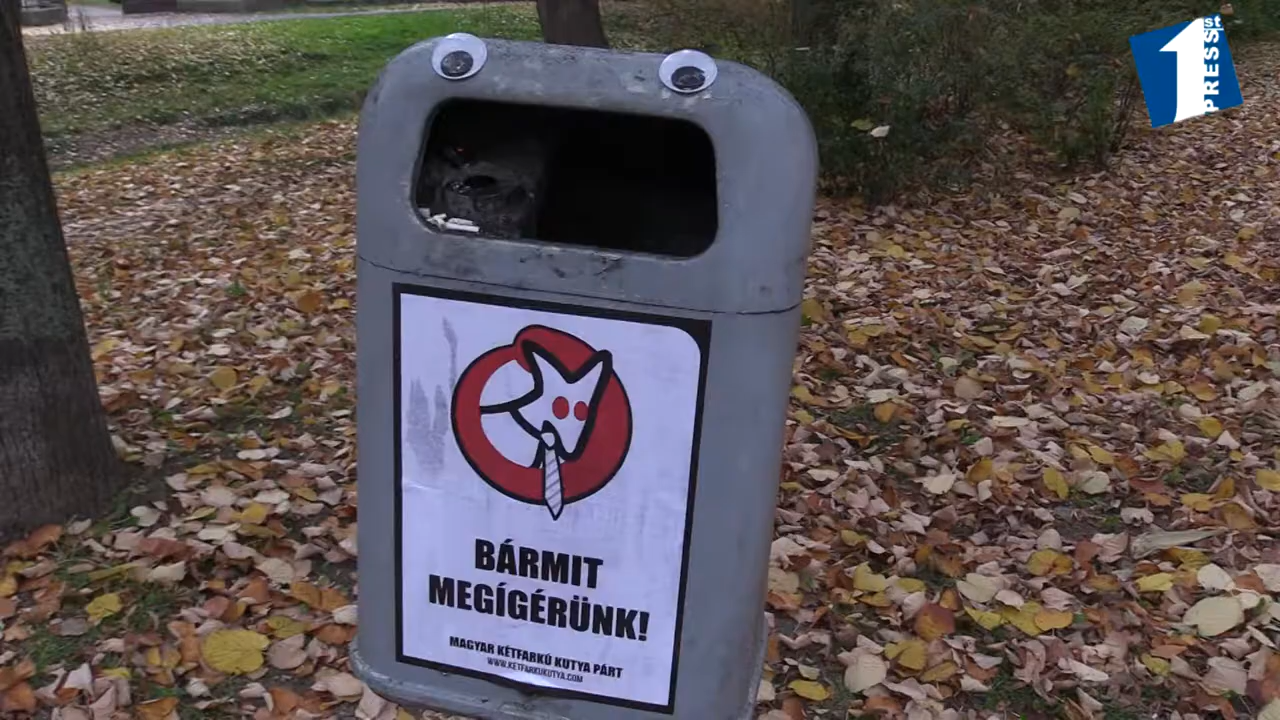 1st
PRESS
BÁRMIT
MEGÍGÉRÜNK!
MAGYAR KÉTFARKÚ KUTYA PÁRT
WWW.KETFARKUKUTYA.COM